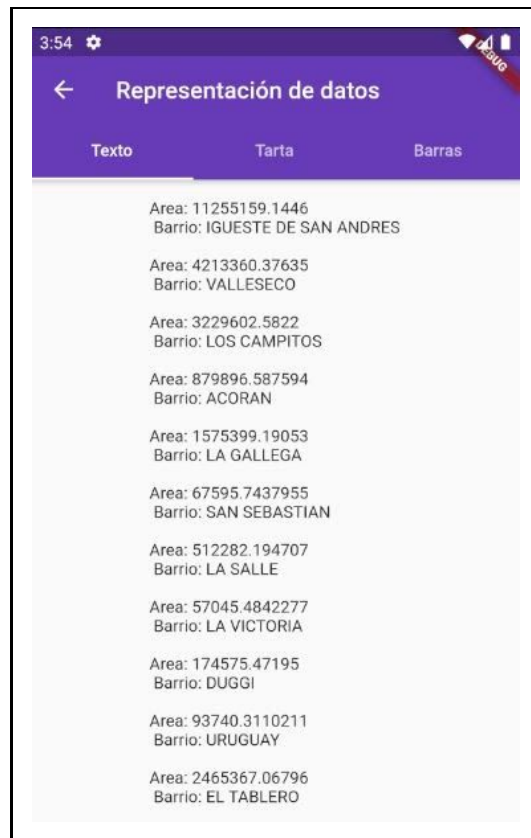 3:54
DEBUG
Representación de datos
Texto Tarta Barras
Area: 11255159.1446
Barrio: IGUESTE DE SAN ANDRES
Area: 4213360.37635
Barrio: VALLESECO
Area: 3229602.5822
Barrio: LOS CAMPITOS
Area: 879896.587594
Barrio: ACORAN
Area: 1575399.19053
Barrio: LA GALLEGA
Area: 67595.7437955
Barrio: SAN SEBASTIAN
Area: 512282.194707
Barrio: LA SALLE
Area: 57045.4842277
Barrio: LA VICTORIA
Area: 174575.47195
Barrio: DUGGI
Area: 93740.3110211
Barrio: URUGUAY
Area: 2465367.06796
Barrio: EL TABLERO